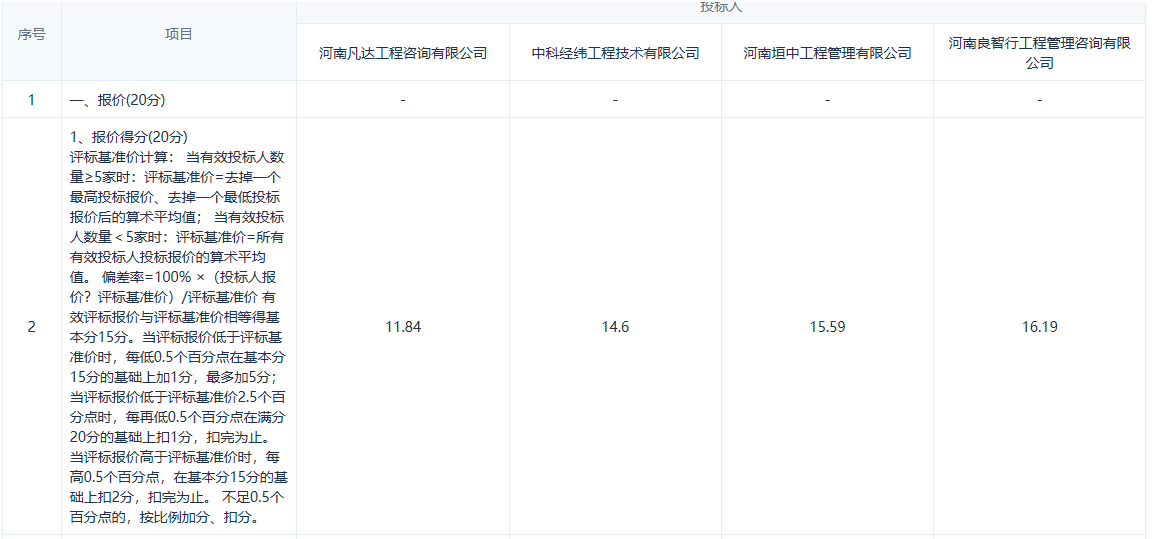 投标人
序号
项目
河南凡达工程咨询有限公司
中科经纬工程技术有限公司
河南垣中工程管理有限公司
河南良智行工程管理咨询有限
公司
1
一、报价(20分)
-
-
-
-
2
1、报价得分(20分)
评标基准价计算： 当有效投标人数
量≥5家时：评标基准价=去掉一个
最高投标报价、去掉一个最低投标
报价后的算术平均值； 当有效投标
人数量＜5家时：评标基准价=所有
有效投标人投标报价的算术平均
值。 偏差率=100% ×（投标人报
价？评标基准价）/评标基准价 有
效评标报价与评标基准价相等得基
本分15分。当评标报价低于评标基
准价时，每低0.5个百分点在基本分
15分的基础上加1分，最多加5分；
当评标报价低于评标基准价2.5个百
分点时，每再低0.5个百分点在满分
20分的基础上扣1分，扣完为止。
当评标报价高于评标基准价时，每
高0.5个百分点，在基本分15分的基
础上扣2分，扣完为止。 不足0.5个
百分点的，按比例加分、扣分。
11.84
14.6
15.59
16.19